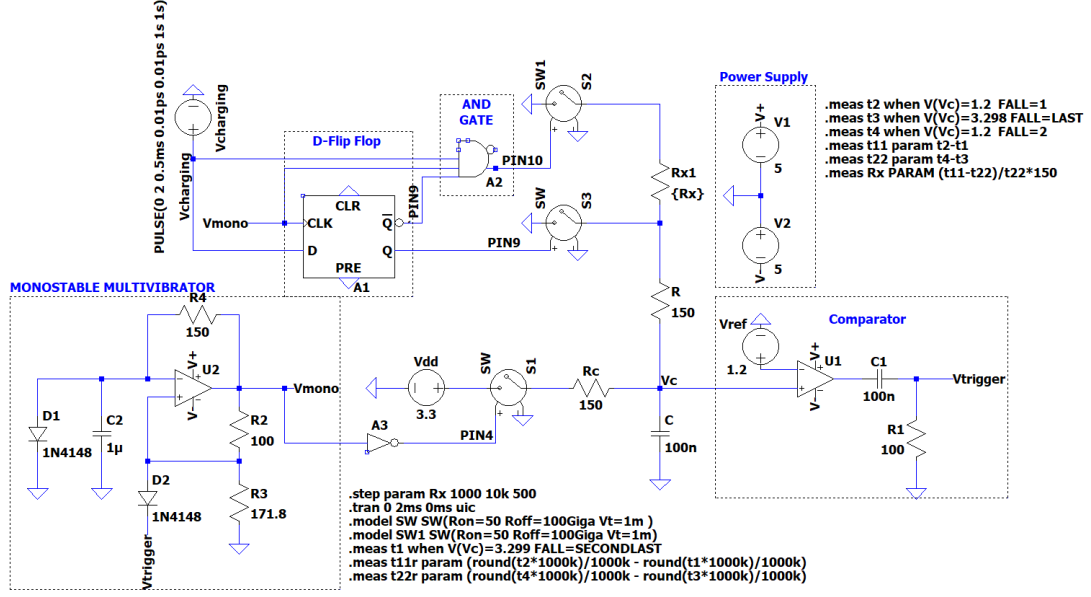 PULSE(0 2 0.5ms 0.01ps 0.01ps 1s 1s)
Vcharging
Vcharging
AND
GATE
D-Flip Flop
SW1
S2
PIN10
A2
PIN9
Vmono
CLR
CLK
Q
D
Q
PRE
A1
PIN9
SW
S3
Rx1
{Rx}
Power Supply
V+
V1
5
V2
5
V-
.meas t2 when V(Vc)=1.2 FALL=1
.meas t3 when V(Vc)=3.298 FALL=LAST
.meas t4 when V(Vc)=1.2 FALL=2
.meas t11 param t2-t1
.meas t22 param t4-t3
.meas Rx PARAM (t11-t22)/t22*150
MONOSTABLE MULTIVIBRATOR
R4
150
V+
U2
V-
D1
1N4148
C2
1µ
R2
100
D2
1N4148
R3
171.8
Vtrigger
Vmono
A3
PIN4
Vdd
3.3
SW
S1
Rc
150
R
150
Vc
C
100n
Comparator
Vref
1.2
V+
U1
V-
C1
100n
Vtrigger
R1
100
.step param Rx 1000 10k 500
.tran 0 2ms 0ms uic
.model SW SW(Ron=50 Roff=100Giga Vt=1m )
.model SW1 SW(Ron=50 Roff=100Giga Vt=1m)
.meas t1 when V(Vc)=3.299 FALL=SECONDLAST
.meas t11r param (round(t2*1000k)/1000k - round(t1*1000k)/1000k)
.meas t22r param (round(t4*1000k)/1000k - round(t3*1000k)/1000k)